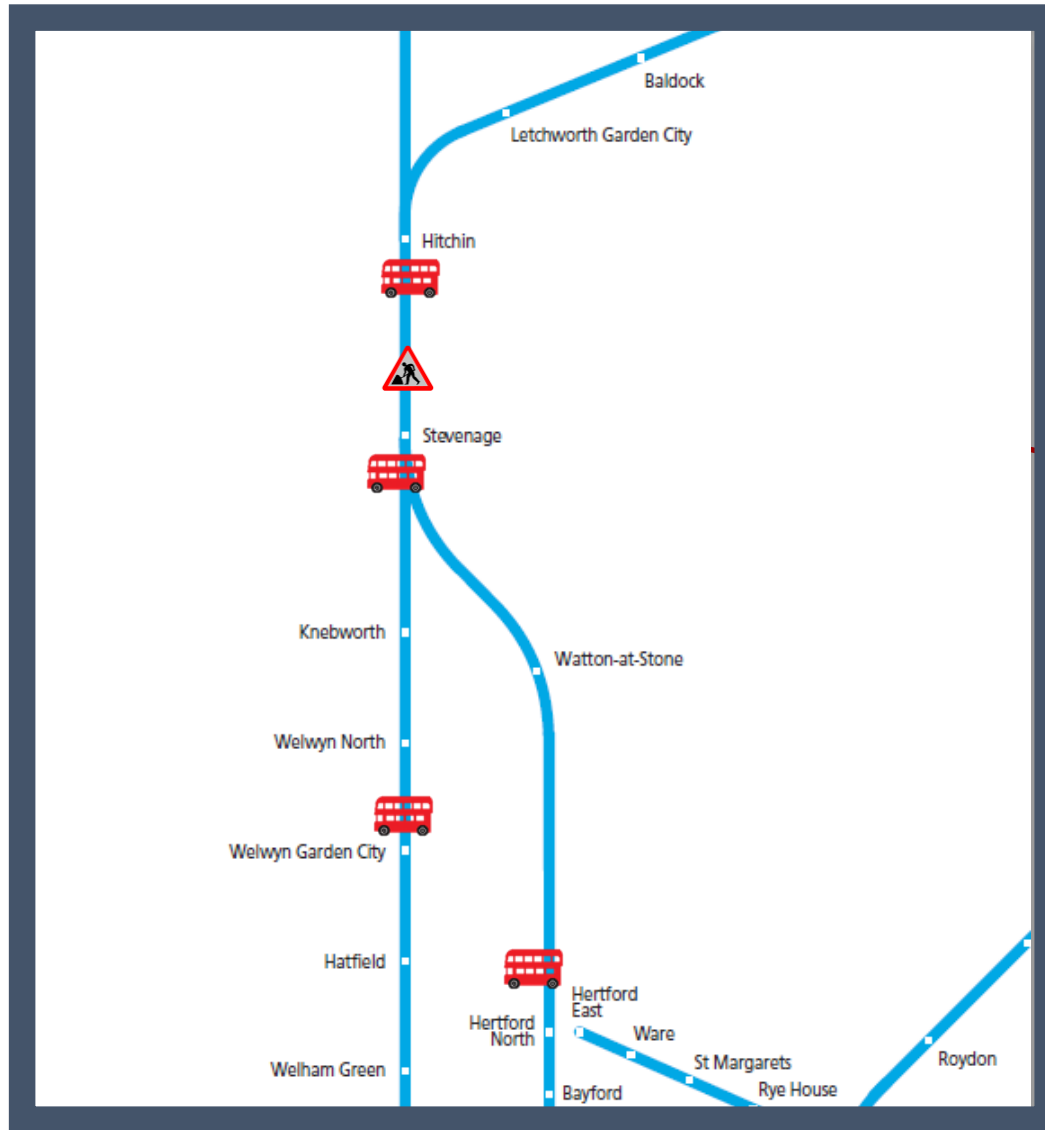 Baldock
Letchworth Garden City
Hitchin
Stevenage
Knebworth
Watton-at-Stone
Welwyn North
Welwyn Garden City
Hatfield
Hertford
East
Hertford
North
Ware
St Margarets
Roydon
Welham Green
Rye House
Bayford